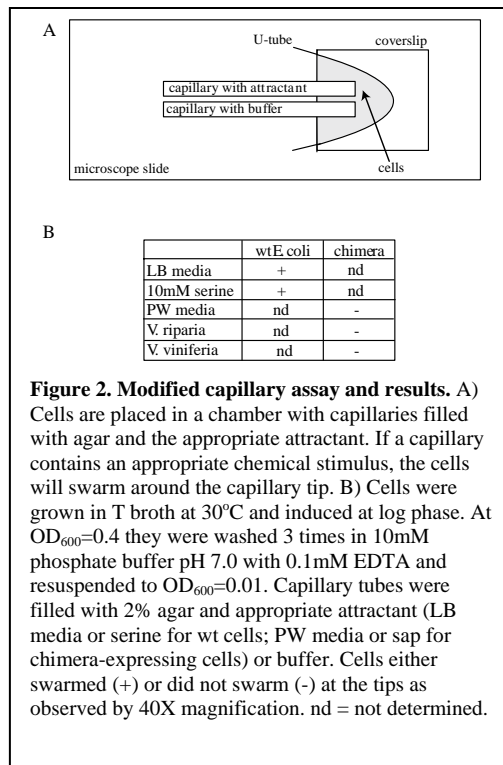 A
U-tube
coverslip
capillary with attractant
capillary with buffer
cells
microscope slide
B
wtE coli chimera
LB media + nd
10mM serine + nd
PW media nd -
V. riparia nd -
V. viniferia nd -
Figure 2. Modified capillary assay and results. A)
Cells are placed in a chamber with capillaries filled
with agar and the appropriate attractant. If a capillary
contains an appropriate chemical stimulus, the cells
will swarm around the capillary tip. B) Cells were
grown in T broth at 30°C and induced at log phase. At
OD600=0.4 they were washed 3 times in 10mM
phosphate buffer pH 7.0 with 0.1mM EDTA and
resuspended to OD600=0.01. Capillary tubes were
filled with 2% agar and appropriate attractant (LB
media or serine for wt cells; PW media or sap for
chimera-expressing cells) or buffer. Cells either
swarmed (+) or did not swarm (-) at the tips as
observed by 40X magnification. nd = not determined.